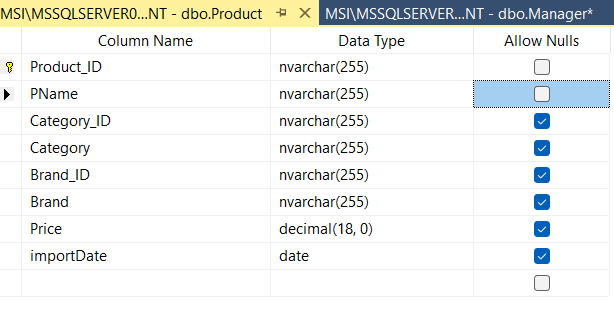 MSI\MSSQLSERVER0...NT - dbo.Product MSI\MSSQLSERVER...NT - dbo.Manager*
Column Name Data Type Allow Nulls
Product_ID nvarchar(255)
PName nvarchar(255)
Category_ID nvarchar(255)
Category nvarchar(255)
Brand_ID nvarchar(255)
Brand nvarchar(255)
Price decimal(18, 0)
importDate date